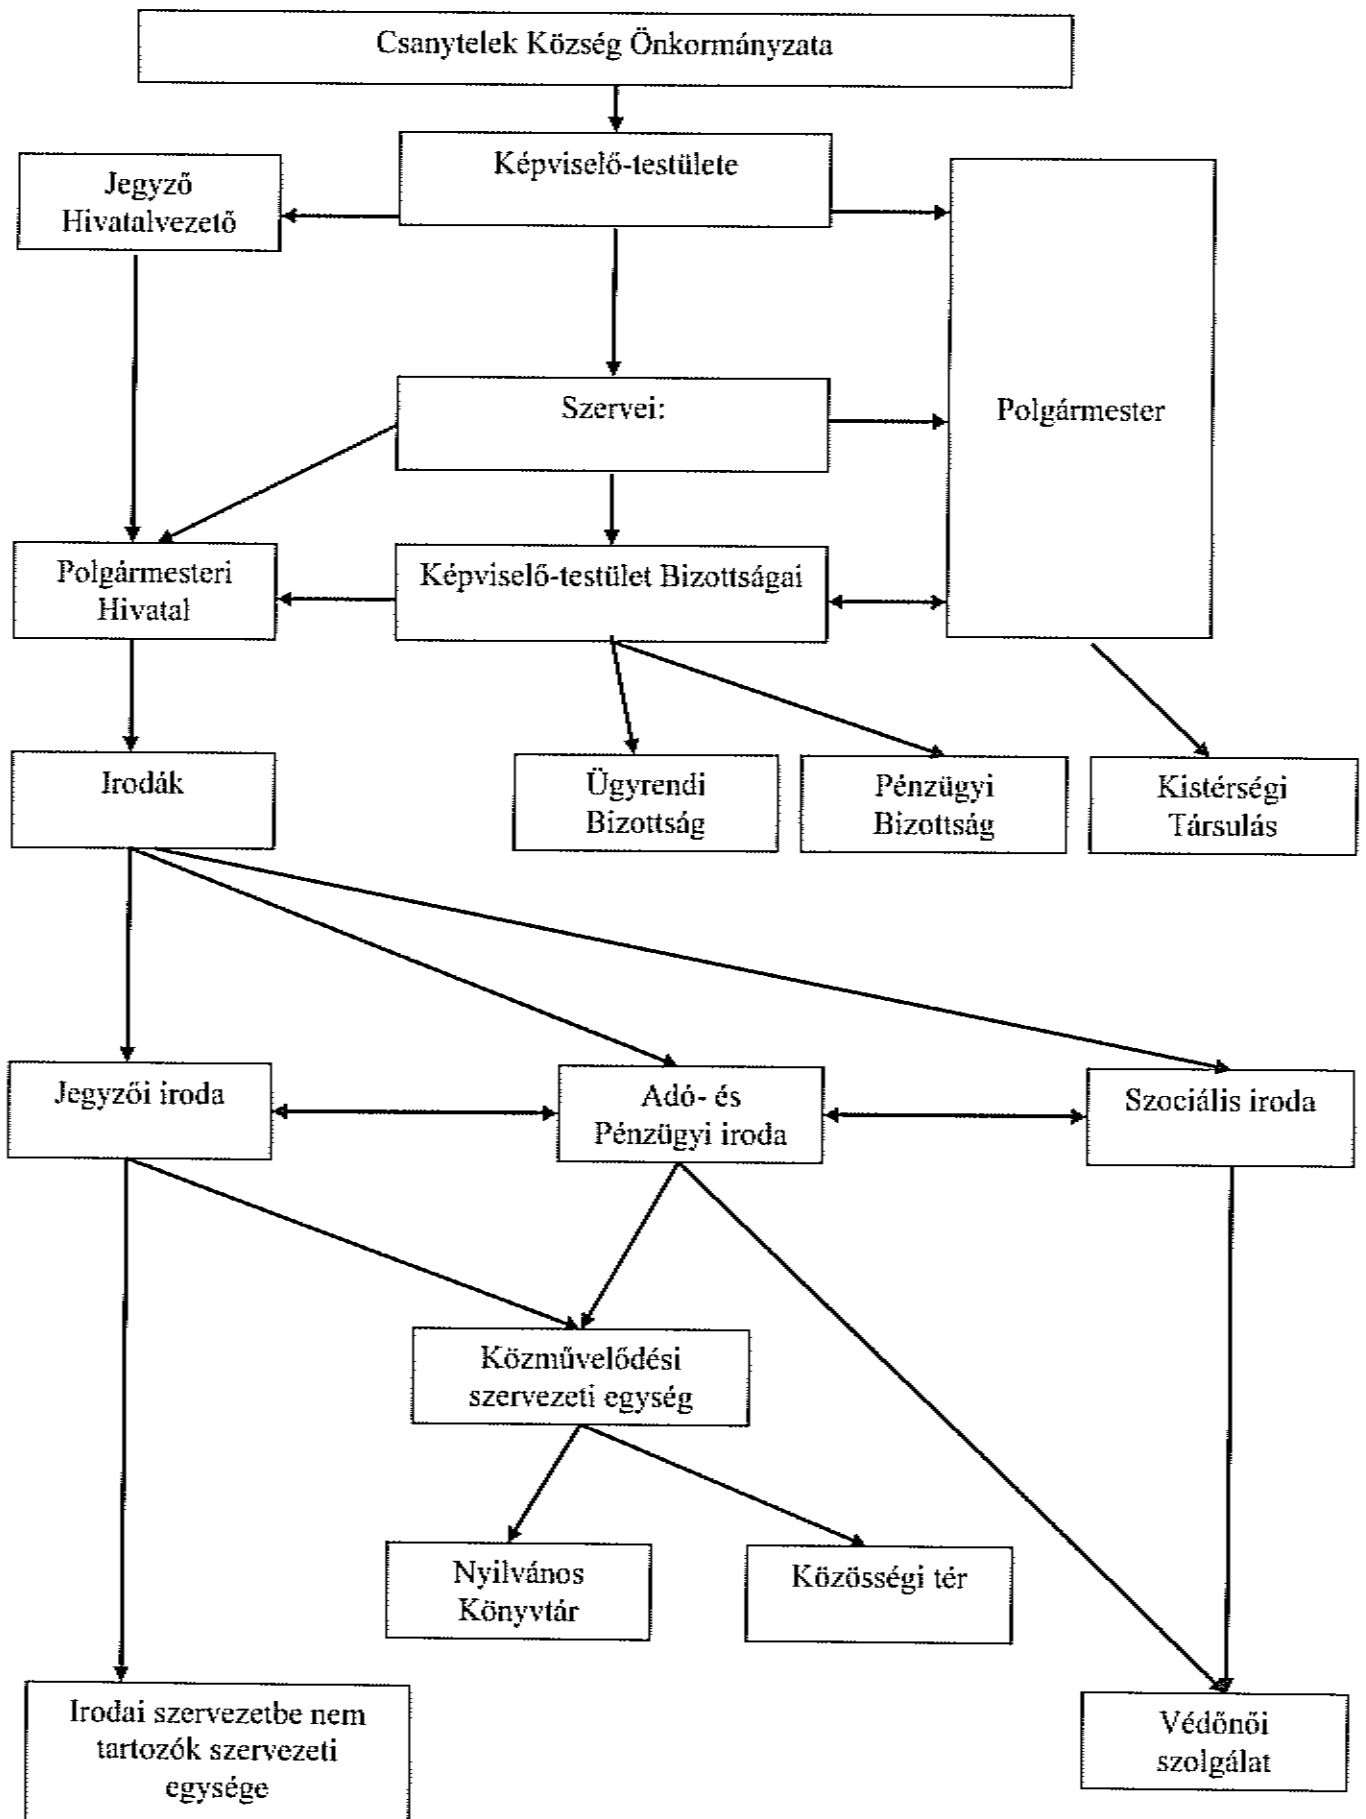 Csanytelek Község Önkormányzata
Képviselő-testülete
Jegyző
Hivatalvezető
Szervei:
Polgármester
Polgármesteri
Hivatal
Képviselő-testület Bizottságai
Irodák
Ügyrendi
Bizottság
Pénzügyi
Bizottság
Kistérségi
Társulás
Jegyzői iroda
Adó- és
Pénzügyi iroda
Szociális iroda
Közművelődési
szervezeti egység
Nyilvános
Könyvtár
Közösségi tér
Irodai szervezetbe nem
tartozók szervezeti
egysége
Védőnői
szolgálat